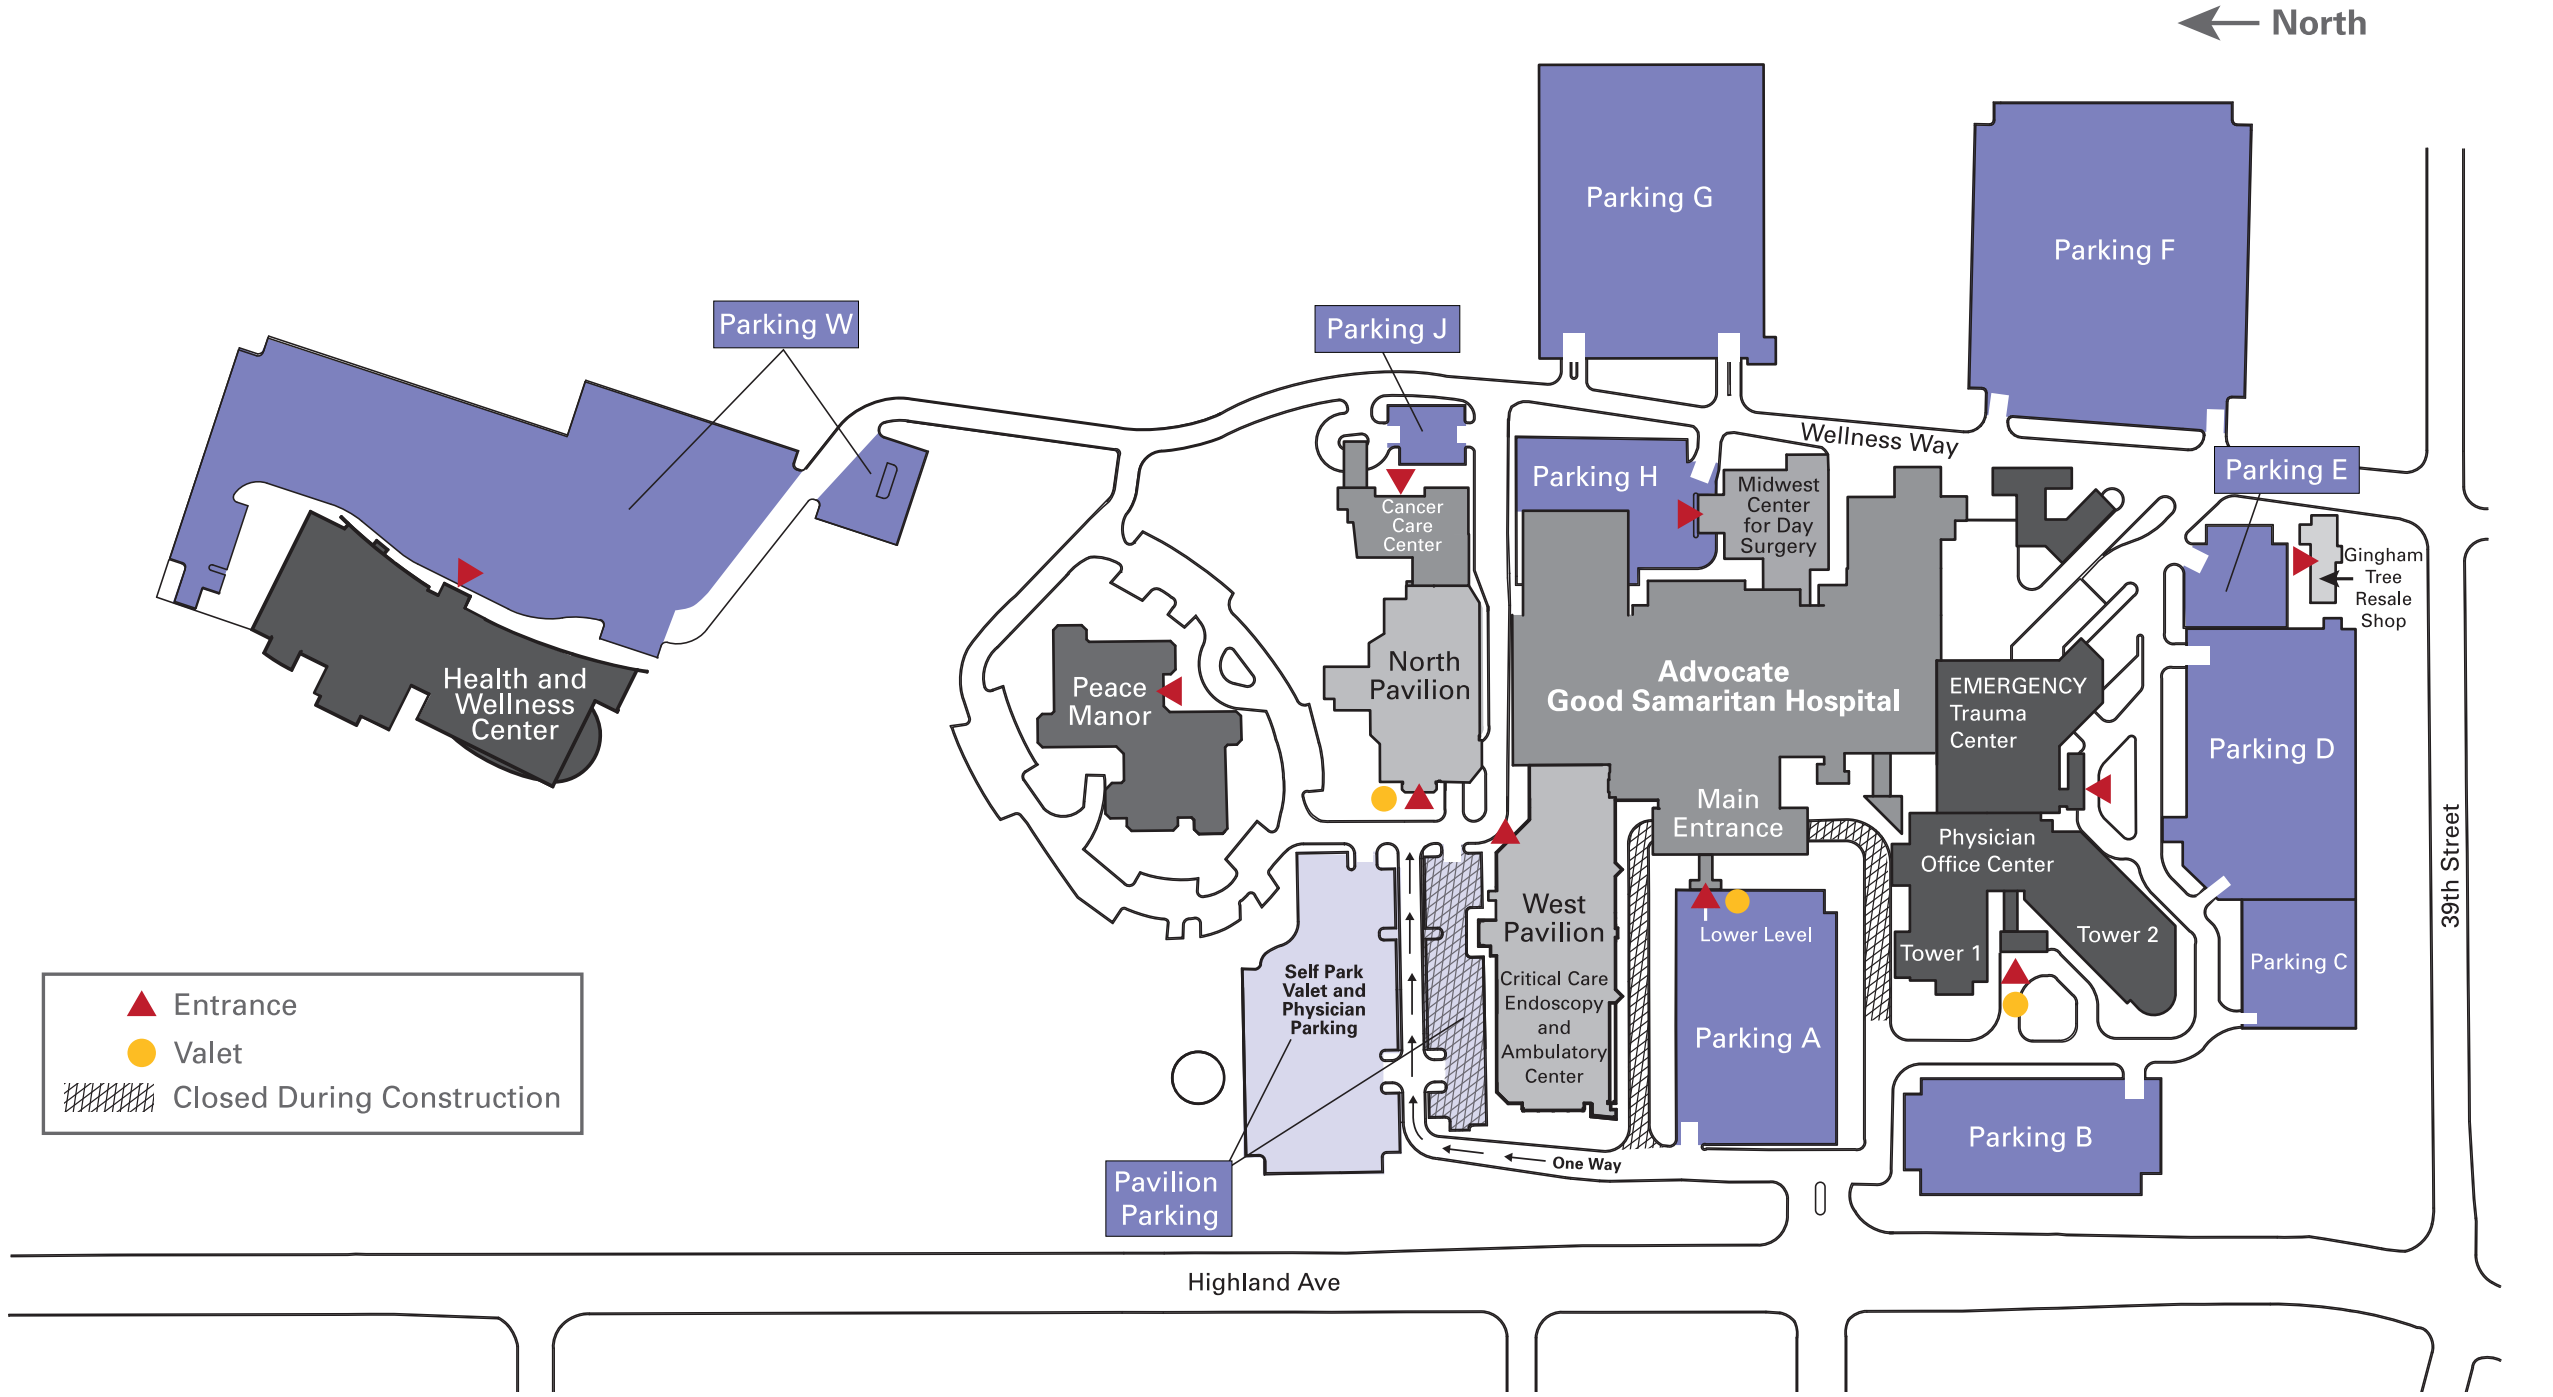 North
Parking G
Parking F
Parking W
Parking J
Wellness Way
Parking E
Parking H
Midwest
Center
for Day
Surgery
Cancer
Care
Center
Gingham
Tree
Resale
Shop
Health and
Wellness
Center
Peace
Manor
North
Pavilion
Advocate
Good Samaritan Hospital
EMERGENCY
Trauma
Center
Parking D
Main
Entrance
Physician
Office Center
39th Street
West
Pavilion
Critical Care
Endoscopy
and
Ambulatory
Center
Lower Level
Tower 1
Tower 2
Parking C
Self Park
Valet and
Physician
Parking
Parking A
Entrance
Valet
Closed During Construction
Parking B
One Way
Pavilion
Parking
Highland Ave